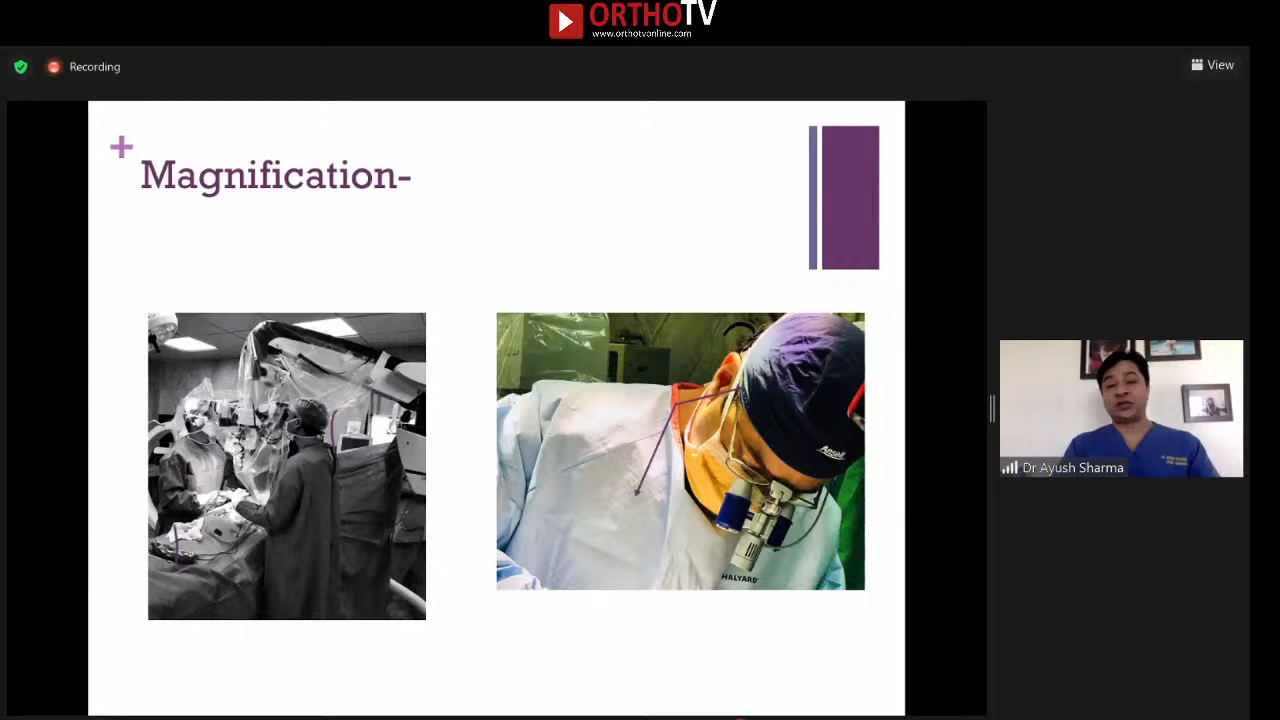 ORTHOTV
www.orthotvonline.com
Recording
View
+
Magnification-
Ansell
HALYARD
Dr Ayush Sharma